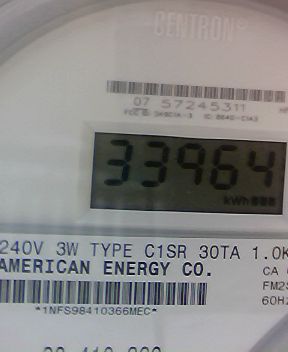 CENTRON®
07 57245311
33964
kWh
240V 3W TYPE C1SR 30TA 1.0K
AMERICAN ENERGY CO.
CA
FM2S
60HZ
*1NFS98410366MEC*